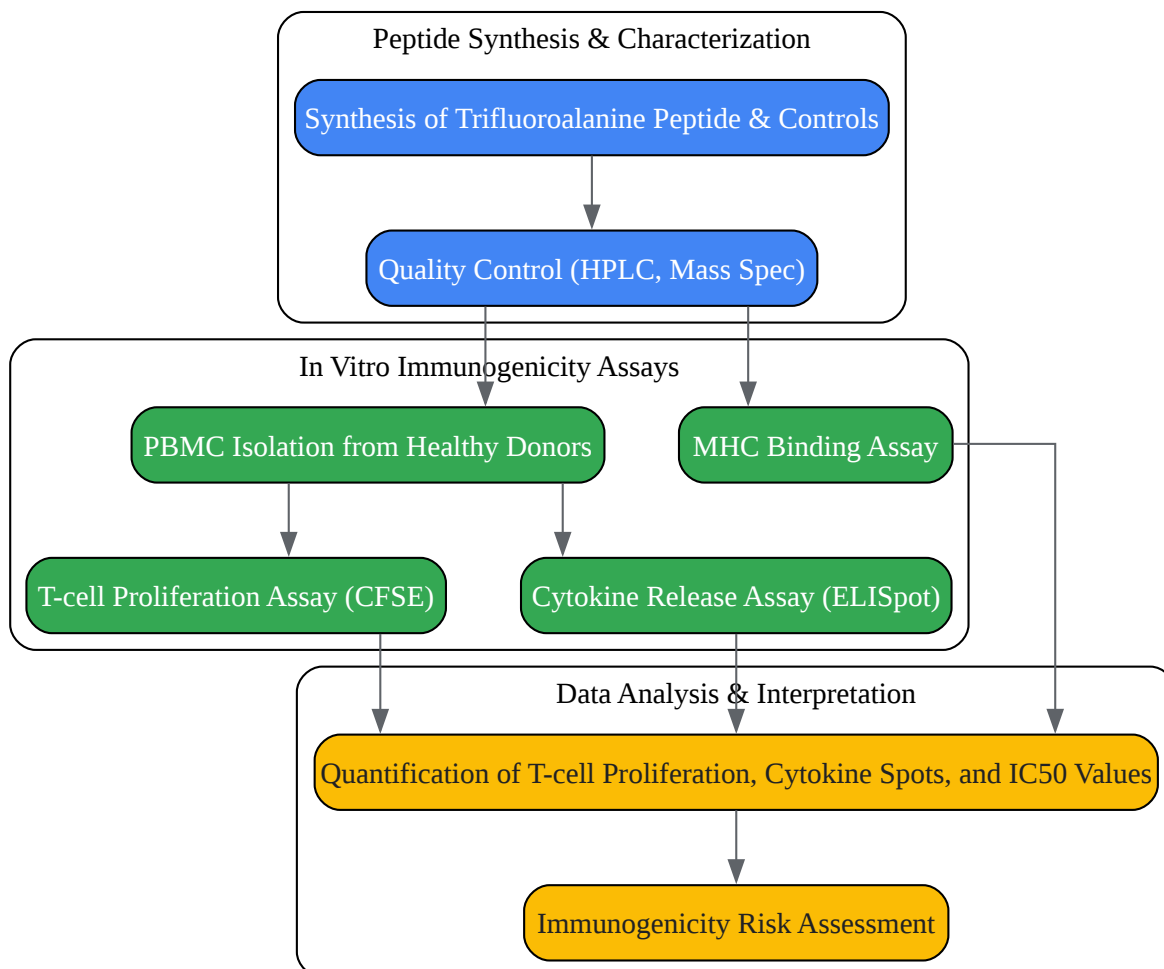 Peptide Synthesis & Characterization
Synthesis of Trifluoroalanine Peptide & Controls
Quality Control (HPLC, Mass Spec)
In Vitro Immunogenicity Assays
PBMC Isolation from Healthy Donors
MHC Binding Assay
T-cell Proliferation Assay (CFSE)
Cytokine Release Assay (ELISpot)
Data Analysis & Interpretation
Quantification of T-cell Proliferation, Cytokine Spots, and IC50 Values
Immunogenicity Risk Assessment